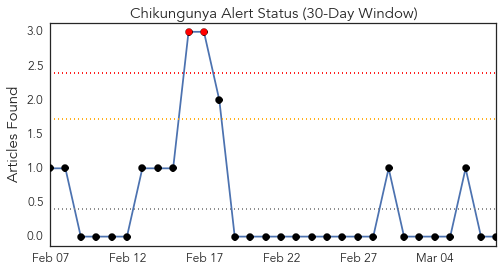 Chikungunya Alert Status (30-Day Window)
Articles Found
3.0
2.5
2.0
1.5
1.0
0.5
0.0
Feb 07 Feb 12 Feb 17 Feb 22 Feb 27 Mar 04